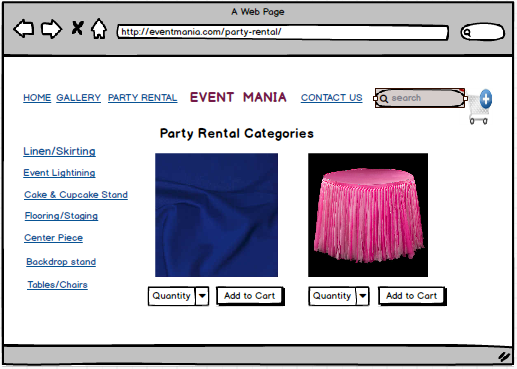 A Web Page
http://eventmania.com/party-rental/
HOME GALLERY PARTY RENTAL EVENT MANIA CONTACT US search
Party Rental Categories
Linen/Skirting
Event Lightining
Cake & Cupcake Stand
Flooring/Staging
Center Piece
Backdrop stand
Tables/Chairs
Quantity Add to Cart Quantity Add to Cart